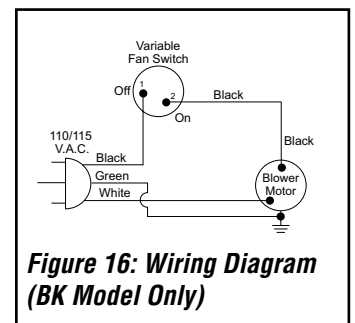 Variable
Fan Switch
Off
1
2
On
Black
Black
110/115
V.A.C.
Black
Green
White
Blower
Motor
Figure 16: Wiring Diagram
(BK Model Only)